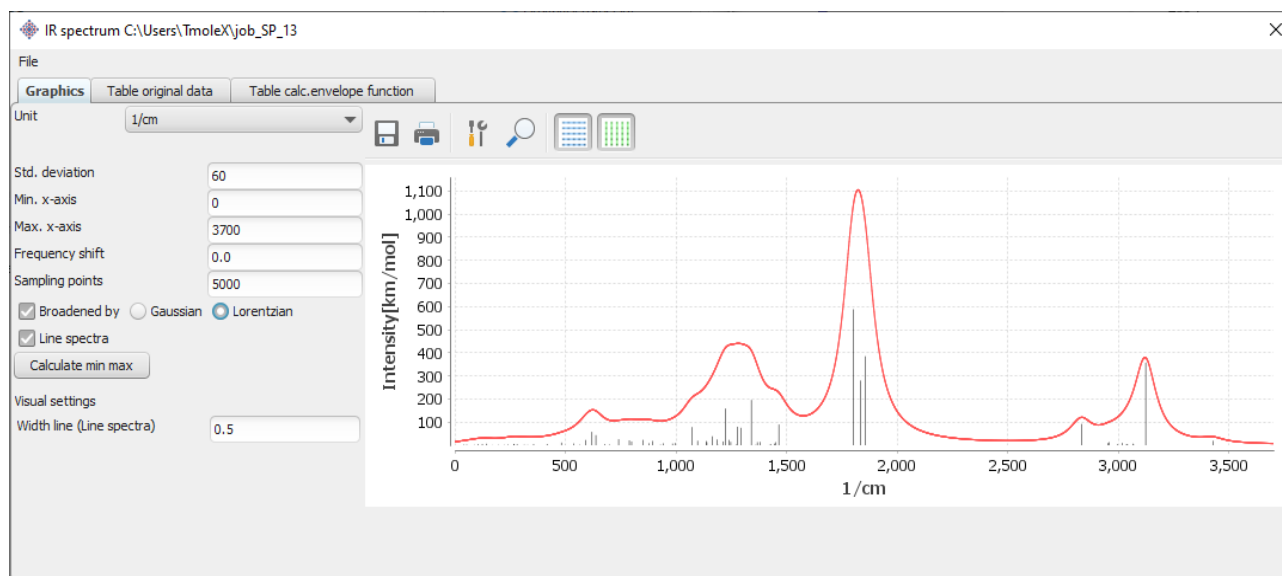 IR spectrum C:\Users\TmoleX\job_SP_13
File
Graphics Table original data Table calc.envelope function
Unit 1/cm
Std. deviation 60
Min. x-axis 0
Max. x-axis 3700
Frequency shift 0.0
Sampling points 5000
Broadened by Gaussian Lorentzian
Line spectra
Calculate min max
Visual settings
Width line (Line spectra) 0.5
Intensity[km/mol]
1,100
1,000
900
800
700
600
500
400
300
200
100
0 500 1,000 1,500 2,000 2,500 3,000 3,500
1/cm